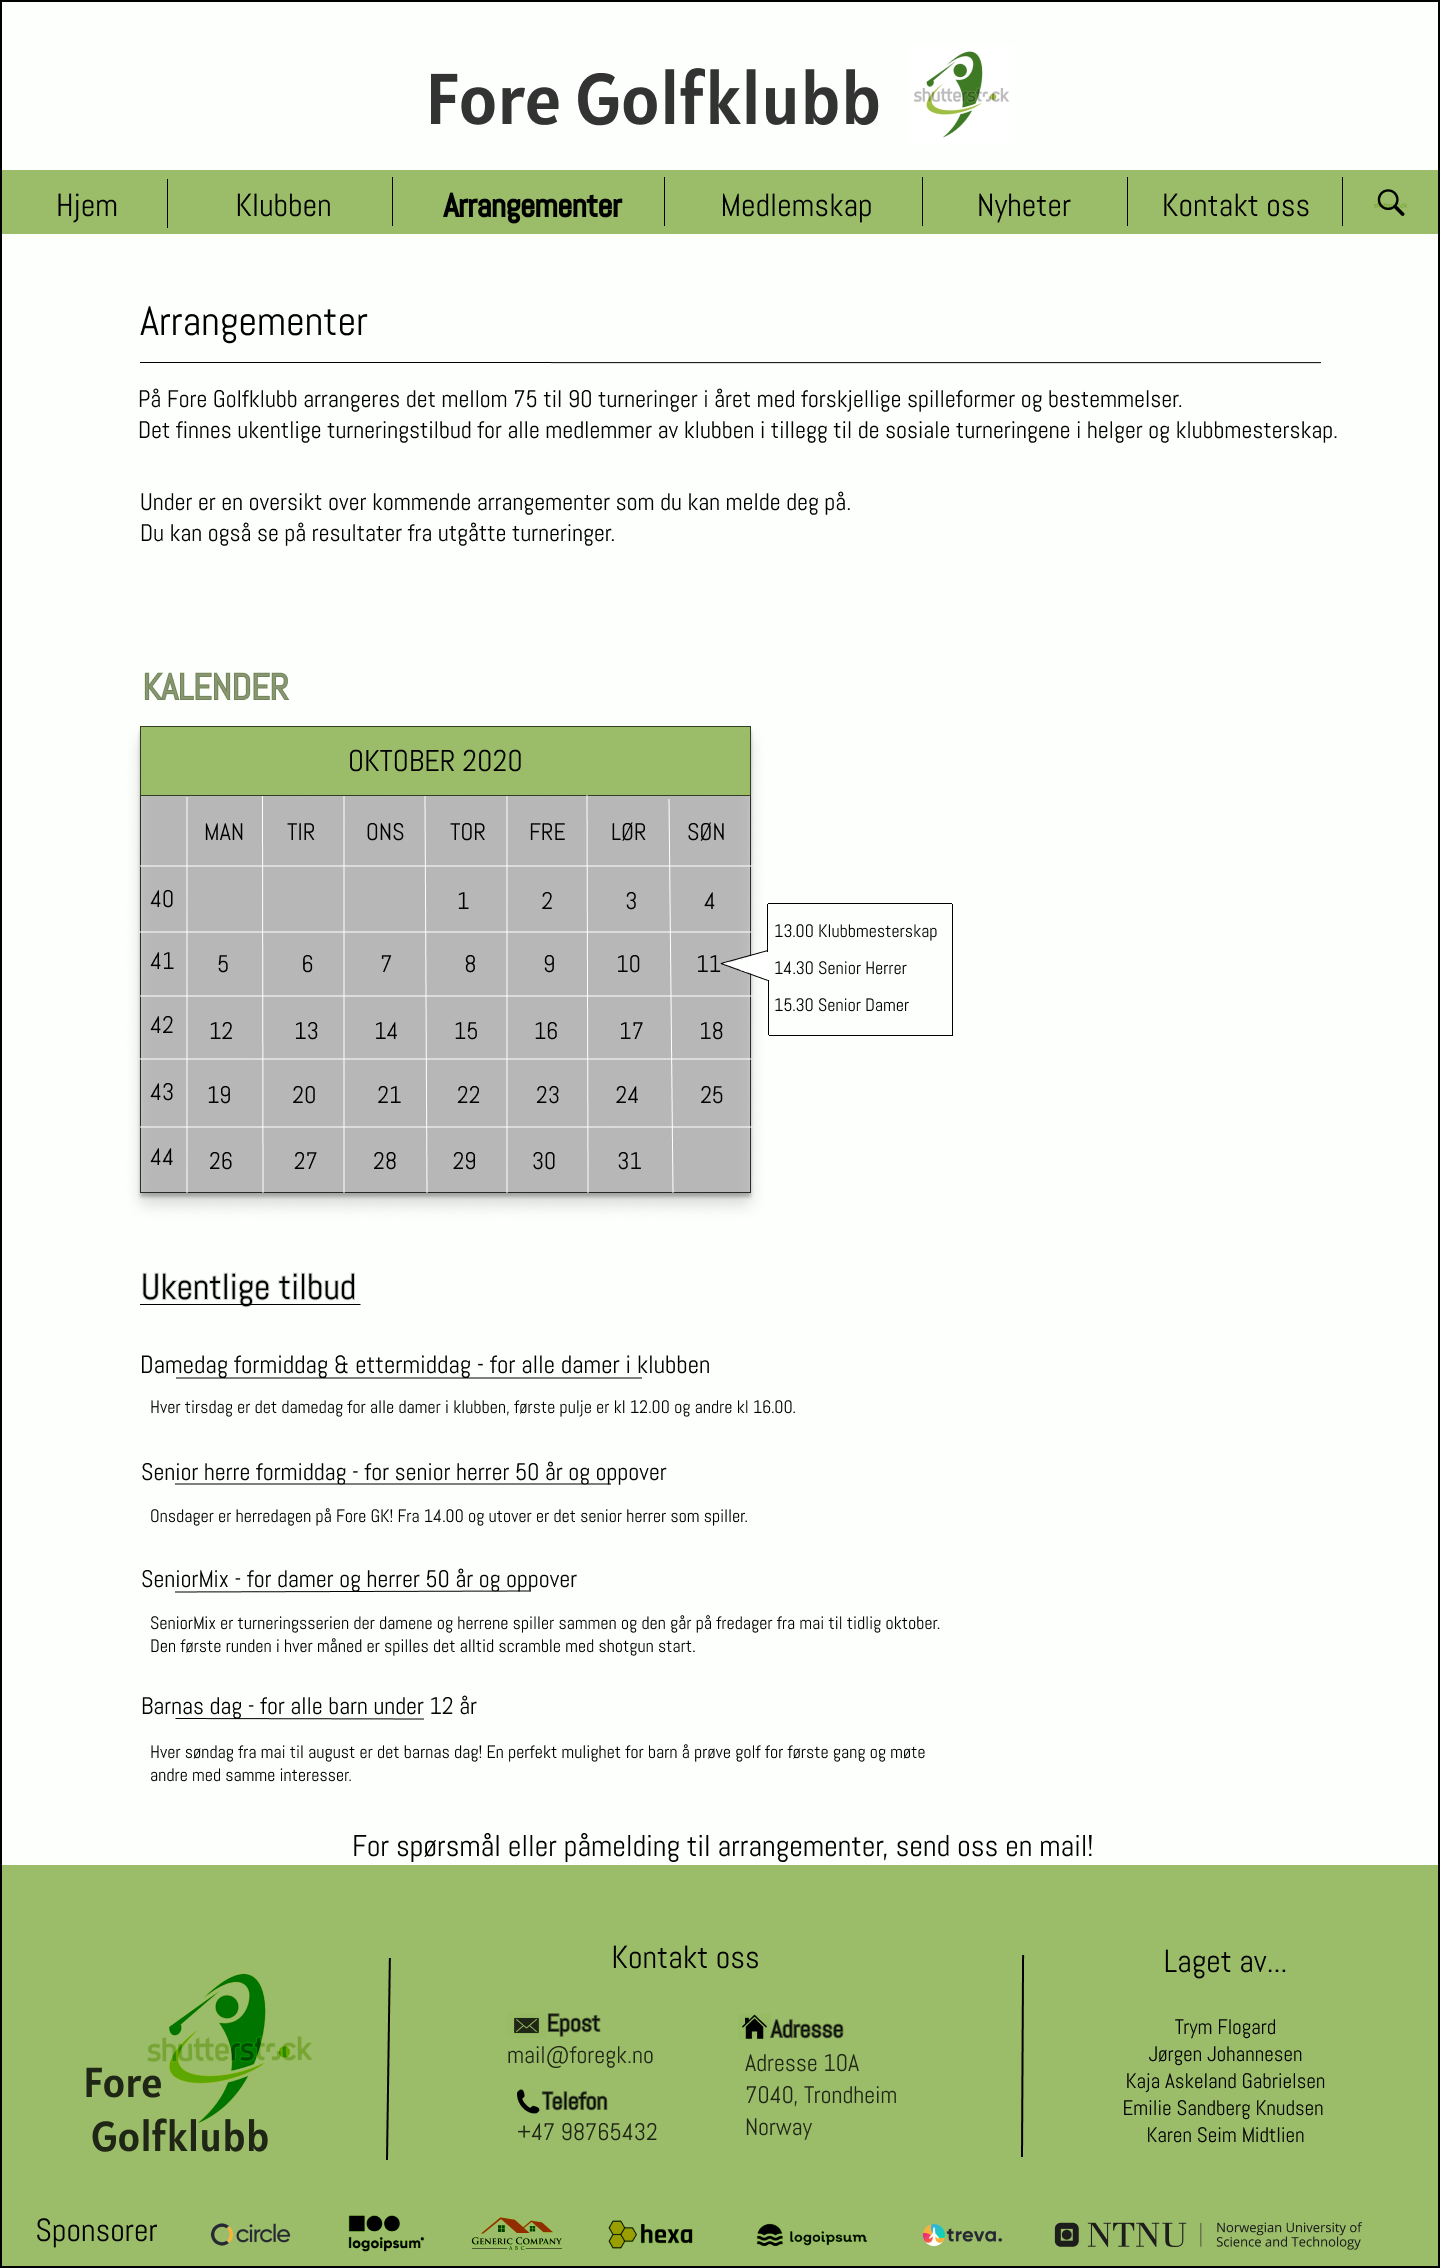 Fore Golfklubb
shutterstock
Hjem Klubben Arrangementer Medlemskap Nyheter Kontakt oss
Arrangementer
På Fore Golfklubb arrangeres det mellom 75 til 90 turneringer i året med forskjellige spilleformer og bestemmelser.
Det finnes ukentlige turneringstilbud for alle medlemmer av klubben i tillegg til de sosiale turneringene i helger og klubbmesterskap.
Under er en oversikt over kommende arrangementer som du kan melde deg på.
Du kan også se på resultater fra utgåtte turneringer.
KALENDER
OKTOBER 2020
MAN TIR ONS TOR FRE LØR SØN
40 1 2 3 4
41 5 6 7 8 9 10 11
42 12 13 14 15 16 17 18
43 19 20 21 22 23 24 25
44 26 27 28 29 30 31
13.00 Klubbmesterskap
14.30 Senior Herrer
15.30 Senior Damer
Ukentlige tilbud
Damedag formiddag & ettermiddag - for alle damer i klubben
Hver tirsdag er det damedag for alle damer i klubben, første pulje er kl 12.00 og andre kl 16.00.
Senior herre formiddag - for senior herrer 50 år og oppover
Onsdager er herredagen på Fore GK! Fra 14.00 og utover er det senior herrer som spiller.
SeniorMix - for damer og herrer 50 år og oppover
SeniorMix er turneringsserien der damene og herrene spiller sammen og den går på fredager fra mai til tidlig oktober.
Den første runden i hver måned er spilles det alltid scramble med shotgun start.
Barnas dag - for alle barn under 12 år
Hver søndag fra mai til august er det barnas dag! En perfekt mulighet for barn å prøve golf for første gang og møte
andre med samme interesser.
For spørsmål eller påmelding til arrangementer, send oss en mail!
shutterstock
Fore
Golfklubb
Kontakt oss
Epost
mail@foregk.no
Telefon
+47 98765432
Adresse
Adresse 10A
7040, Trondheim
Norway
Laget av...
Trym Flogard
Jørgen Johannesen
Kaja Askeland Gabrielsen
Emilie Sandberg Knudsen
Karen Seim Midtlien
Sponsorer
circle
logoipsum
GENERIC COMPANY
ABC
hexa
logoipsum
treva.
NTNU
Norwegian University of
Science and Technology